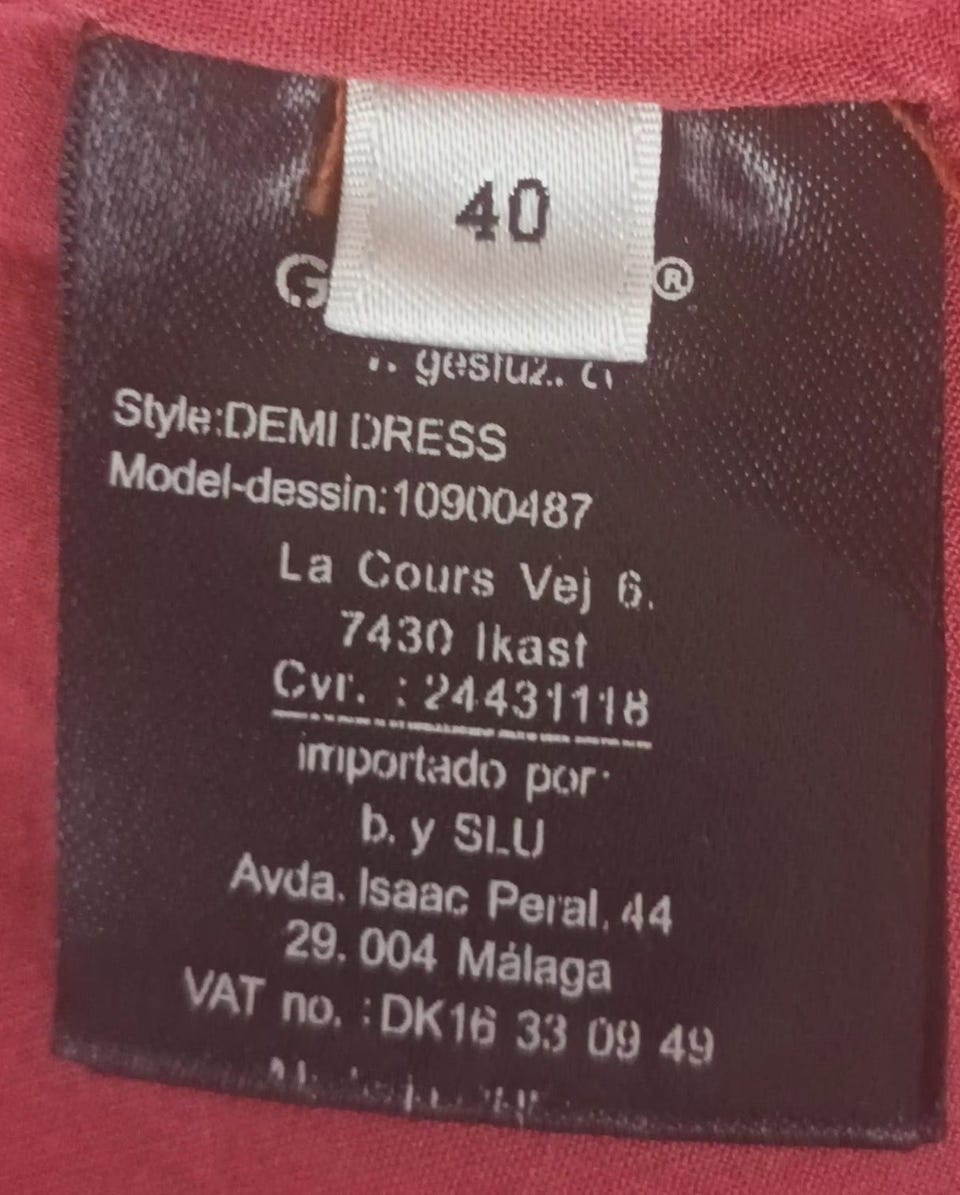 40
G ®
Style:DEMI DRESS
Model-dessin:10900487
La Cours Vej 6.
7430 Ikast
Cvr. :24431118
importado por:
b. y SLU
Avda. Isaac Peral. 44
29. 004 Málaga
VAT no. :DK16 33 09 49